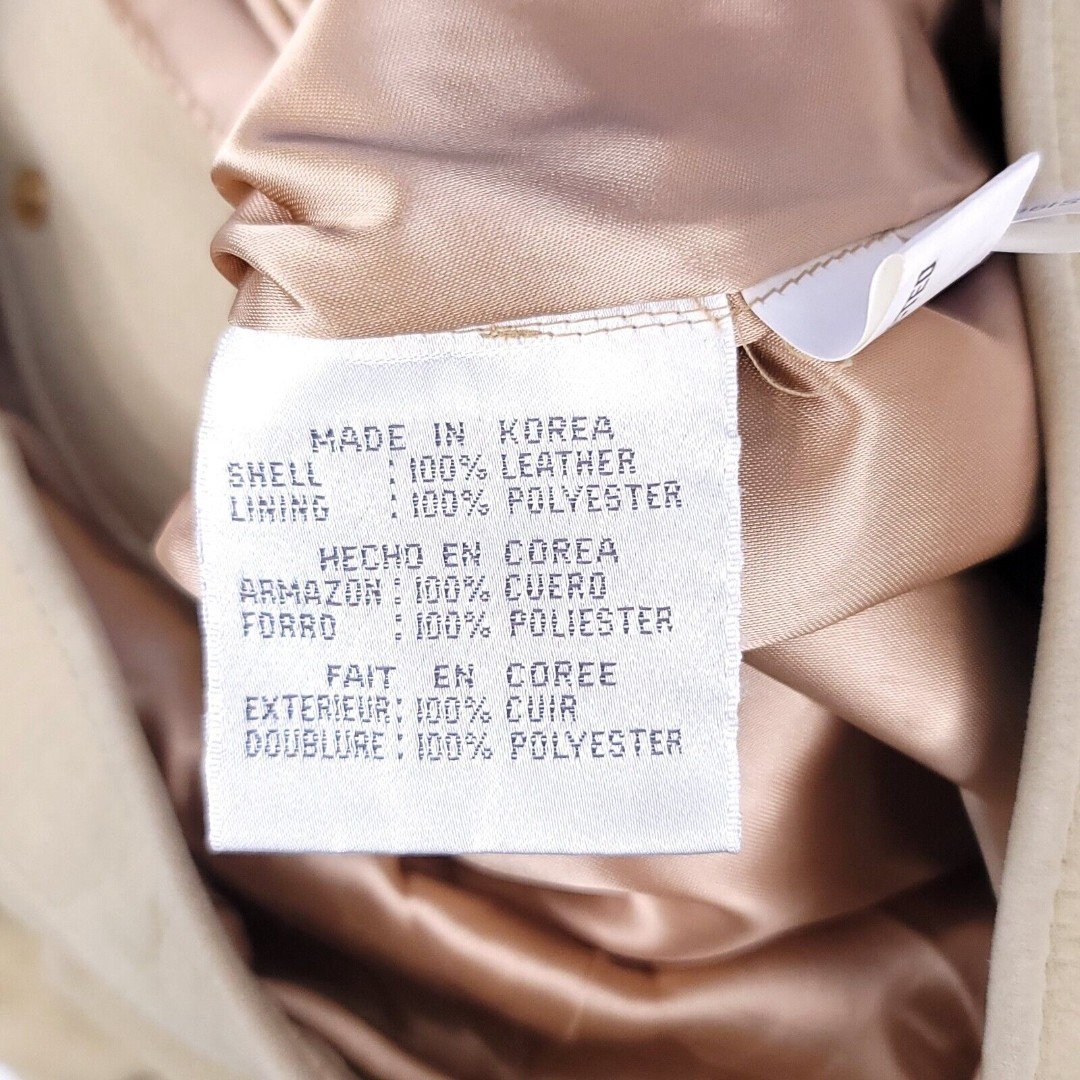 MADE IN KOREA
SHELL : 100% LEATHER
LINING : 100% POLYESTER
HECHO EN COREA
ARMAZON : 100% CUERO
FORRO : 100% POLIESTER
FAIT EN COREE
EXTERIEUR : 100% CUIR
DOUBLURE : 100% POLYESTER